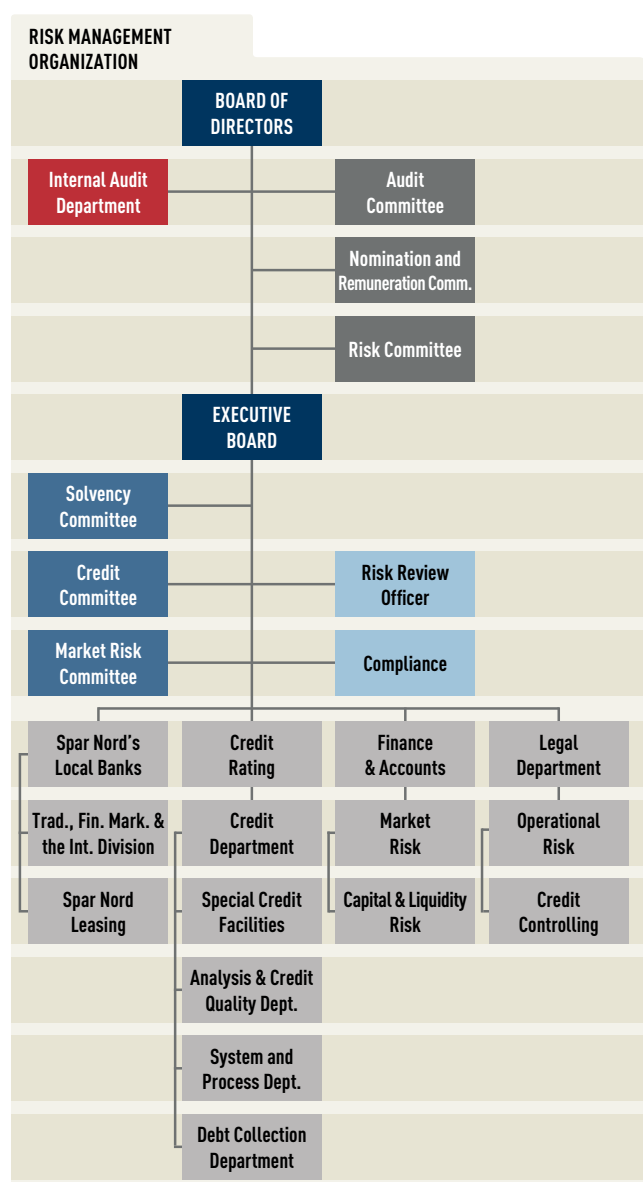 RISK MANAGEMENT
ORGANIZATION
BOARD OF
DIRECTORS
Internal Audit
Department
Audit
Committee
Nomination and
Remuneration Comm.
Risk Committee
EXECUTIVE
BOARD
Solvency
Committee
Credit
Committee
Risk Review
Officer
Market Risk
Committee
Compliance
Spar Nord's
Local Banks
Credit
Rating
Finance
& Accounts
Legal
Department
Trad., Fin. Mark. &
the Int. Division
Credit
Department
Market
Risk
Operational
Risk
Spar Nord
Leasing
Special Credit
Facilities
Capital & Liquidity
Risk
Credit
Controlling
Analysis & Credit
Quality Dept.
System and
Process Dept.
Debt Collection
Department